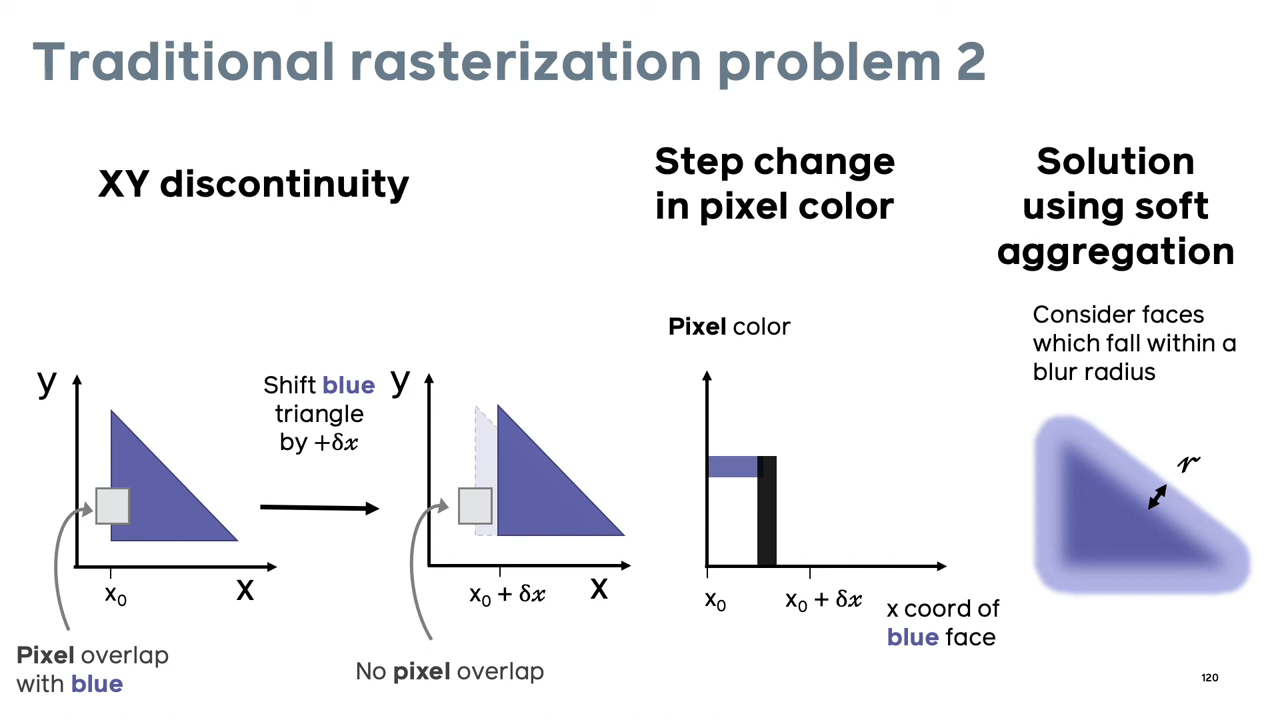 Traditional rasterization problem 2
XY discontinuity
Step change
in pixel color
Solution
using soft
aggregation
y
Shift blue
triangle
by +δx
x₀
x
Pixel overlap
with blue
y
x₀ + δx
x
No pixel overlap
Pixel color
x₀
x₀ + δx
x coord of
blue face
Consider faces
which fall within a
blur radius
r
120